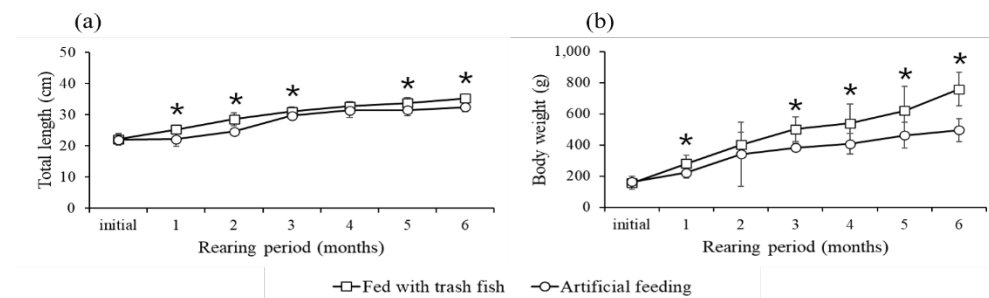 (a)
50
40
30
20
10
0
Total length (cm)
* * * * *
initial 1 2 3 4 5 6
Rearing period (months)
(b)
1,000
800
600
400
200
0
Body weight (g)
* * * * *
initial 1 2 3 4 5 6
Rearing period (months)
Fed with trash fish Artificial feeding